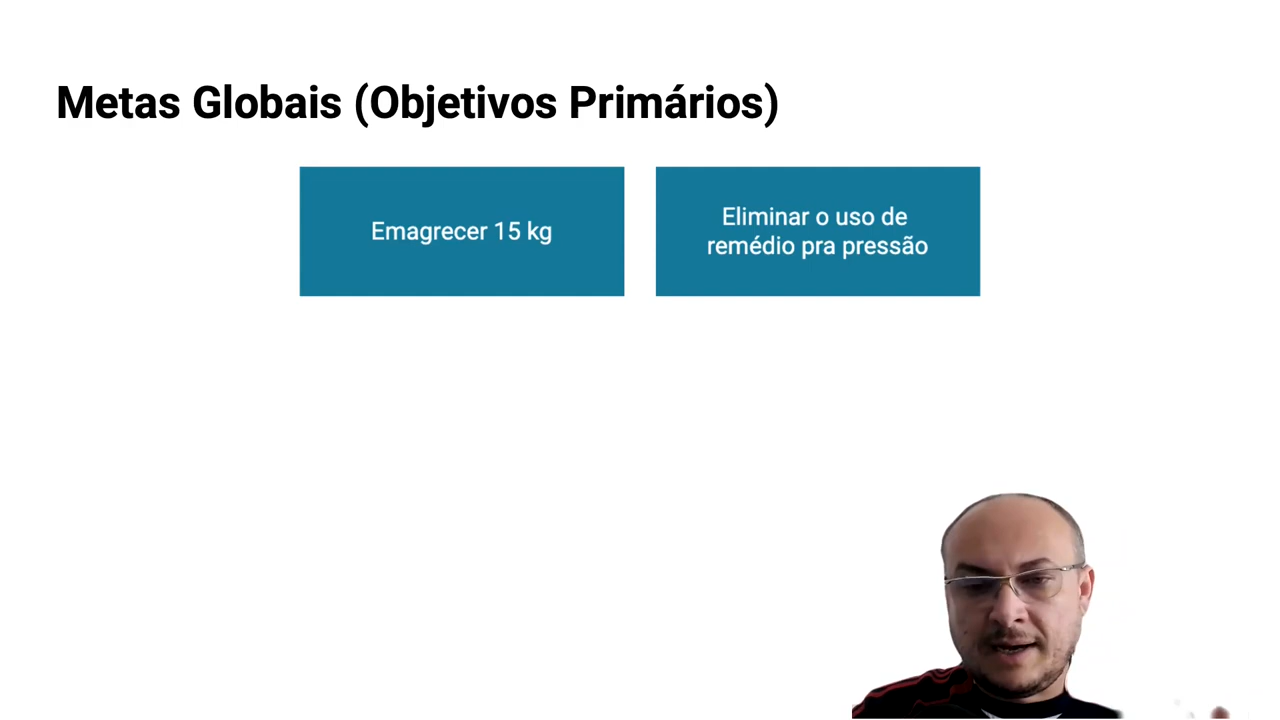 Metas Globais (Objetivos Primários)
Emagrecer 15 kg
Eliminar o uso de
remédio pra pressão